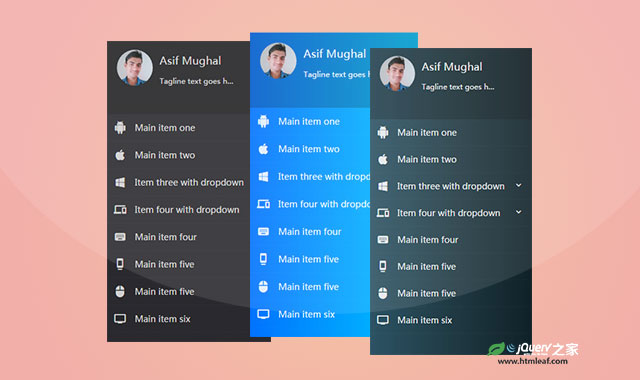 Asif Mughal
Tagline text goes h...
Main item one
Main item two
Item three with dropdown
Item four with dropdown
Main item four
Main item five
Main item five
Main item six
Asif Mughal
Tagline text goes h
Main item one
Main item two
Item three with dropd
Item four with dropdo
Main item four
Main item five
Main item five
Main item six
Asif Mughal
Tagline text goes h...
Main item one
Main item two
Item three with dropdown
Item four with dropdown
Main item four
Main item five
Main item five
Main item six
jQuery之家
www.htmleaf.com